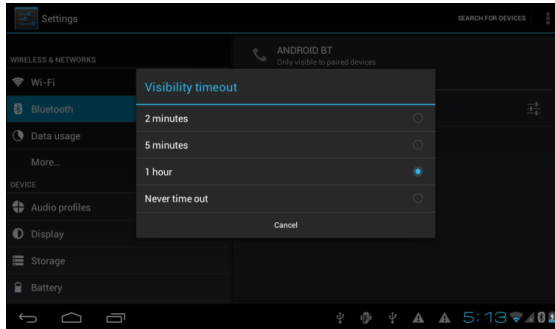 Settings
SEARCH FOR DEVICES
WIRELESS & NETWORKS
Wi-Fi
Bluetooth
Data usage
More...
DEVICE
Audio profiles
Display
Storage
Battery
ANDROID BT
Only visible to paired devices
Visibility timeout
2 minutes
5 minutes
1 hour
Never time out
Cancel
5:13